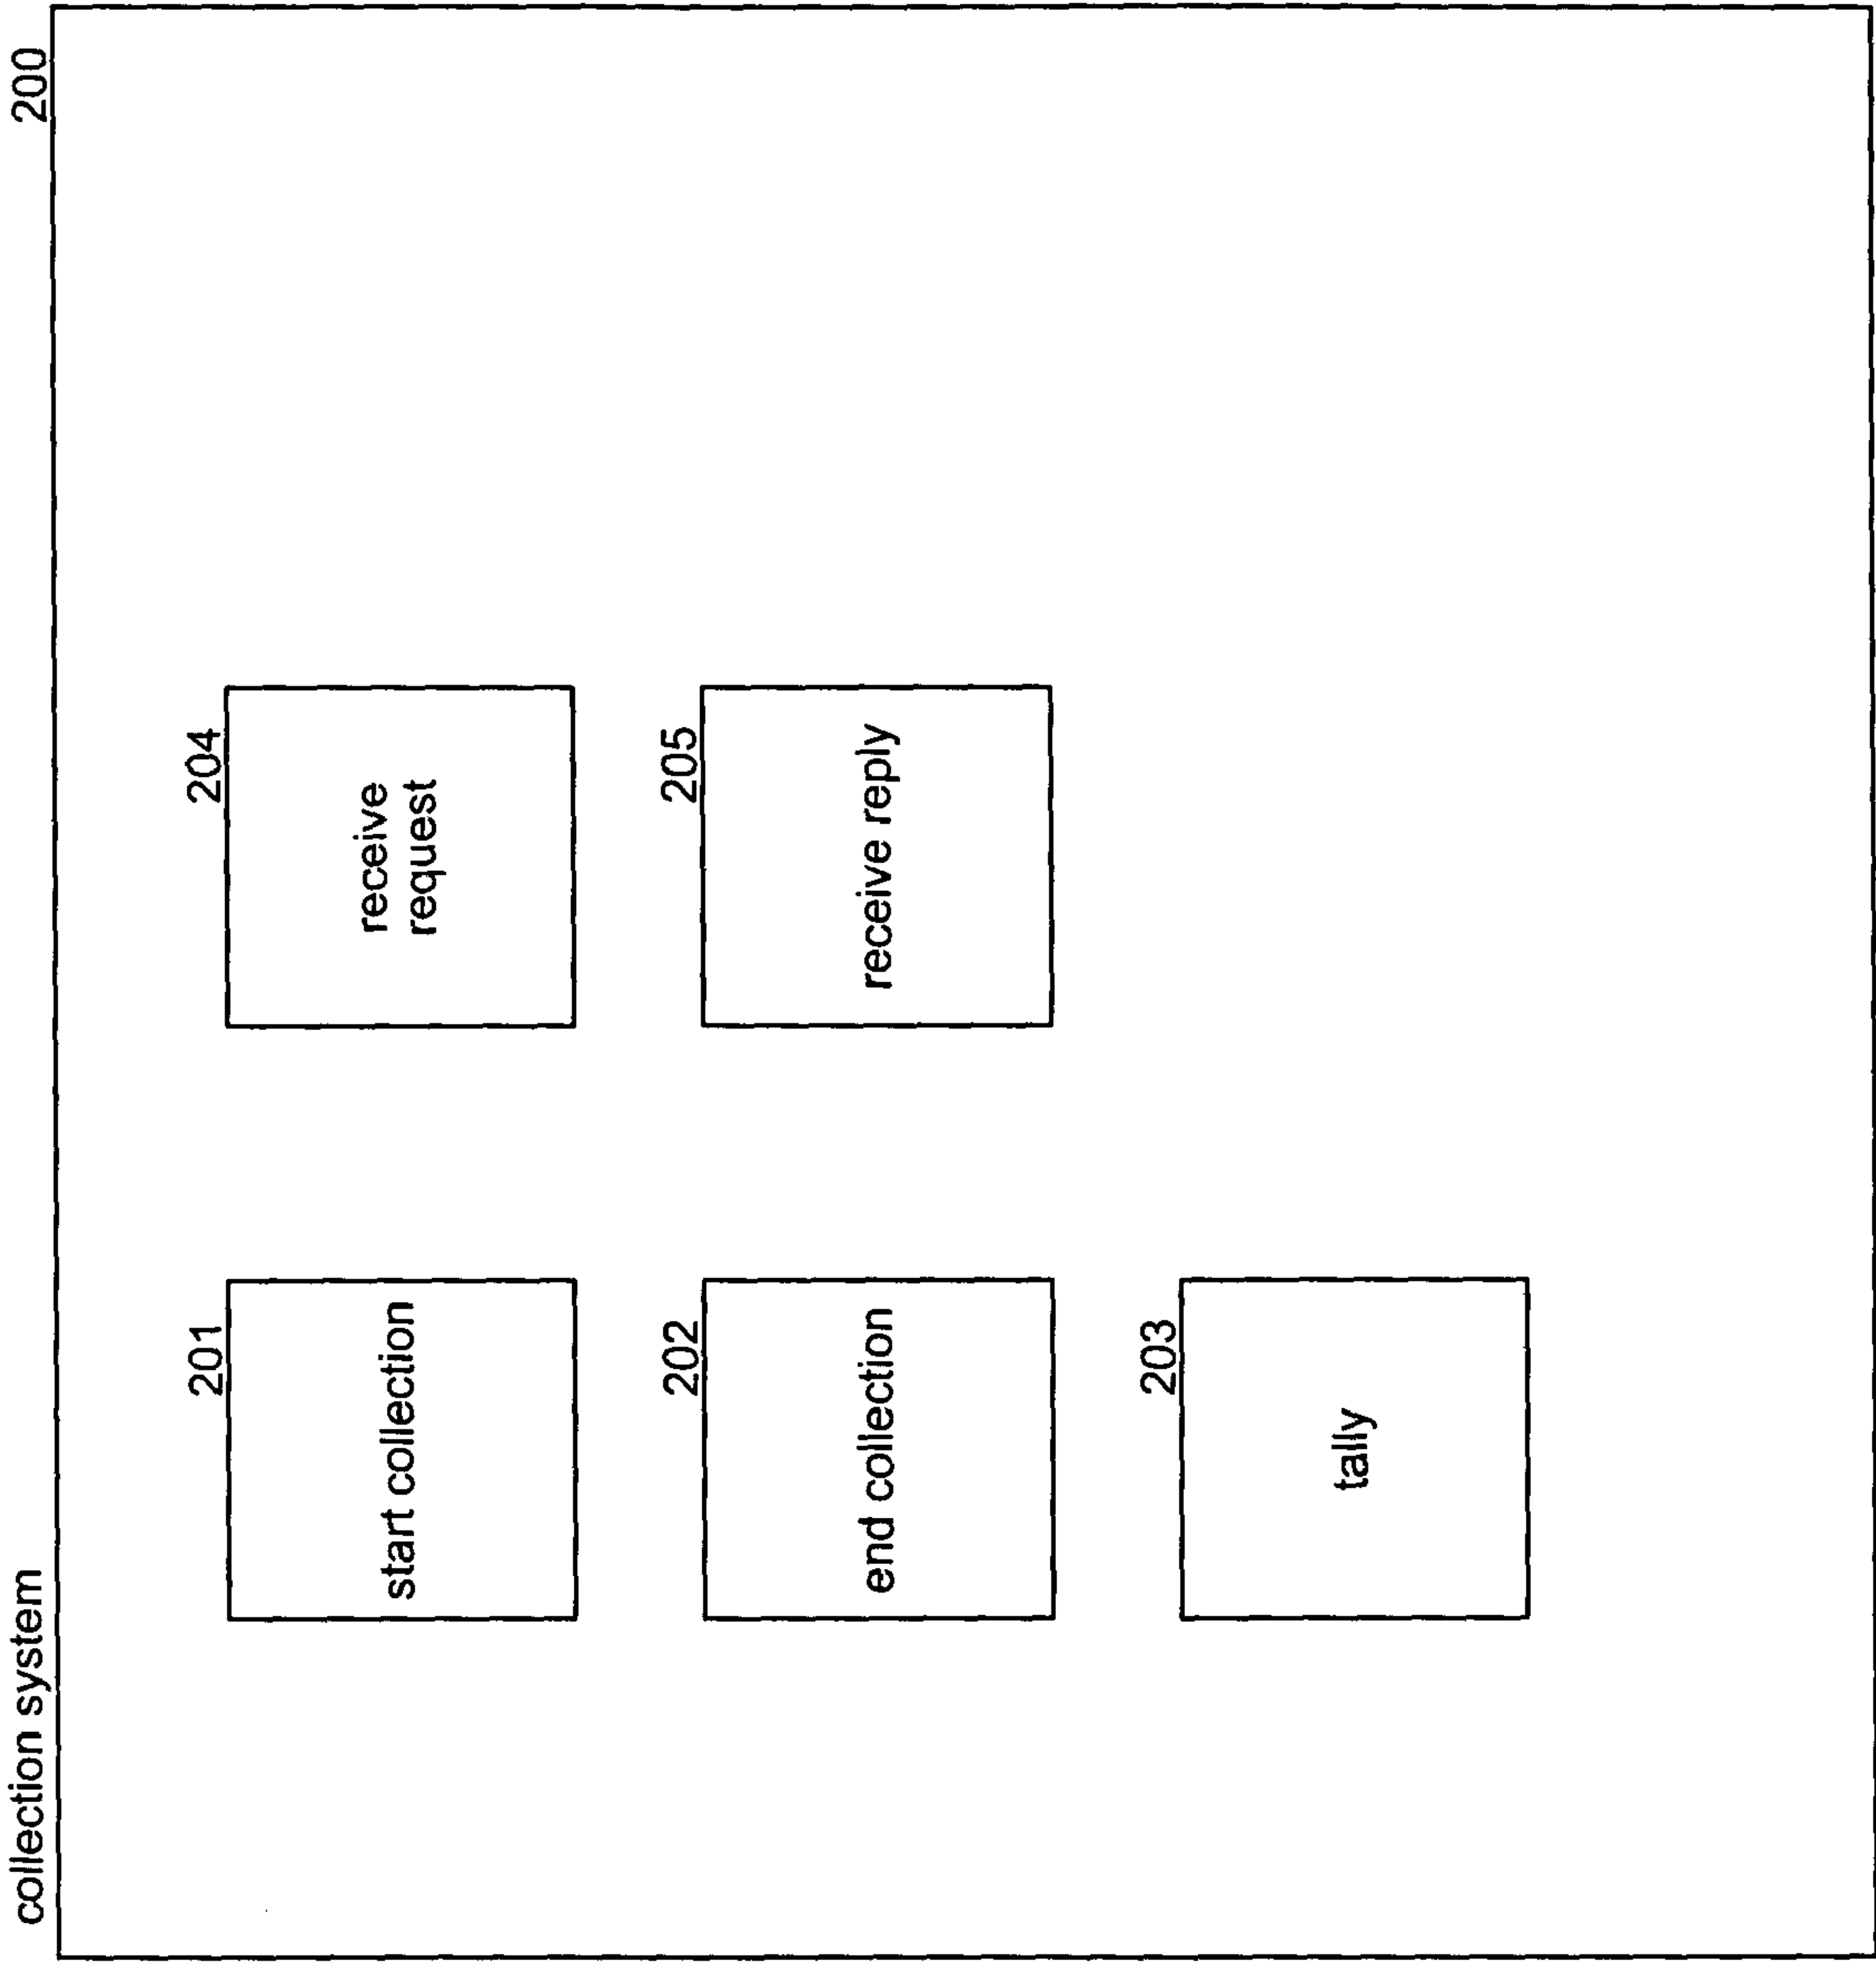 collection system
200
201
start collection
202
end collection
203
tally
204
receive
request
205
receive reply